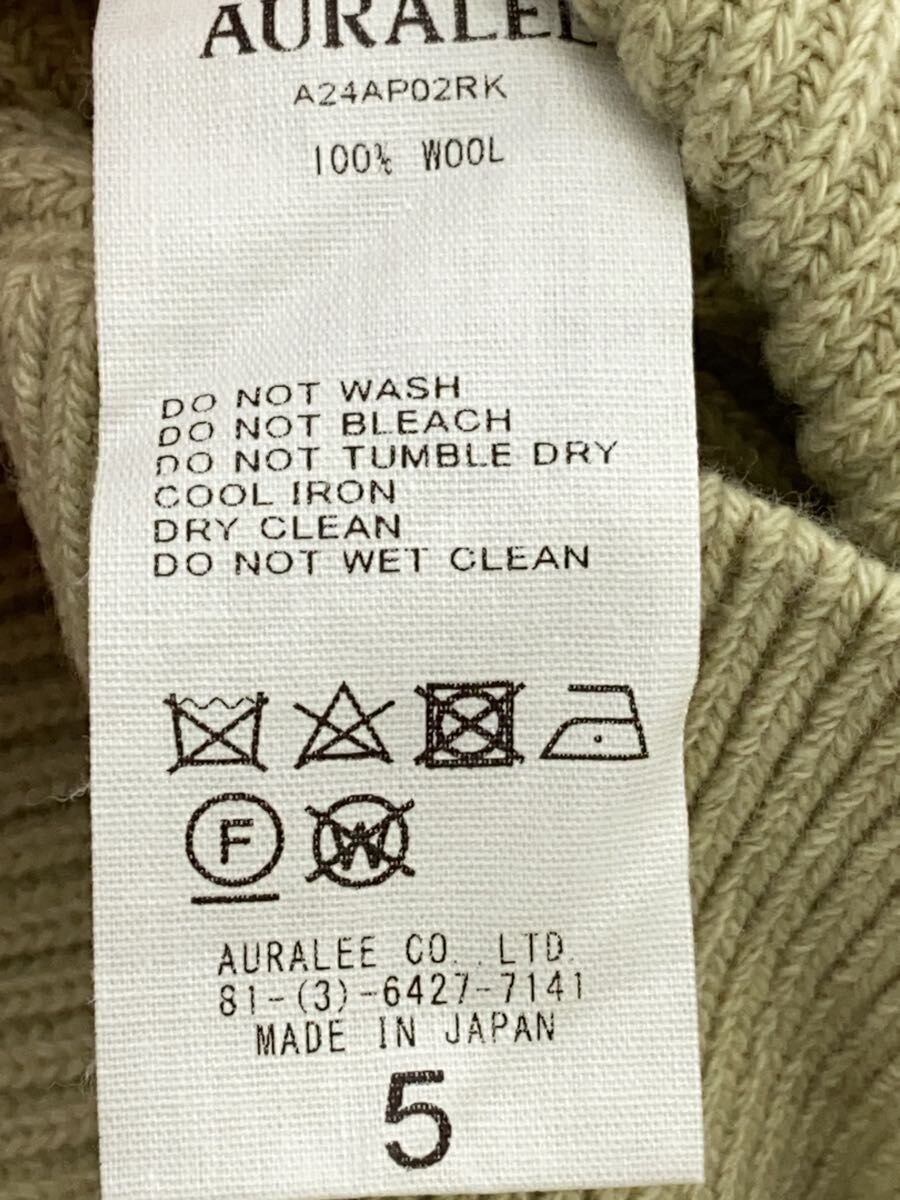 AURALEE
A24AP02RK
100% WOOL
DO NOT WASH
DO NOT BLEACH
DO NOT TUMBLE DRY
COOL IRON
DRY CLEAN
DO NOT WET CLEAN
F W
AURALEE CO.,LTD.
81-(3)-6427-7141
MADE IN JAPAN
5